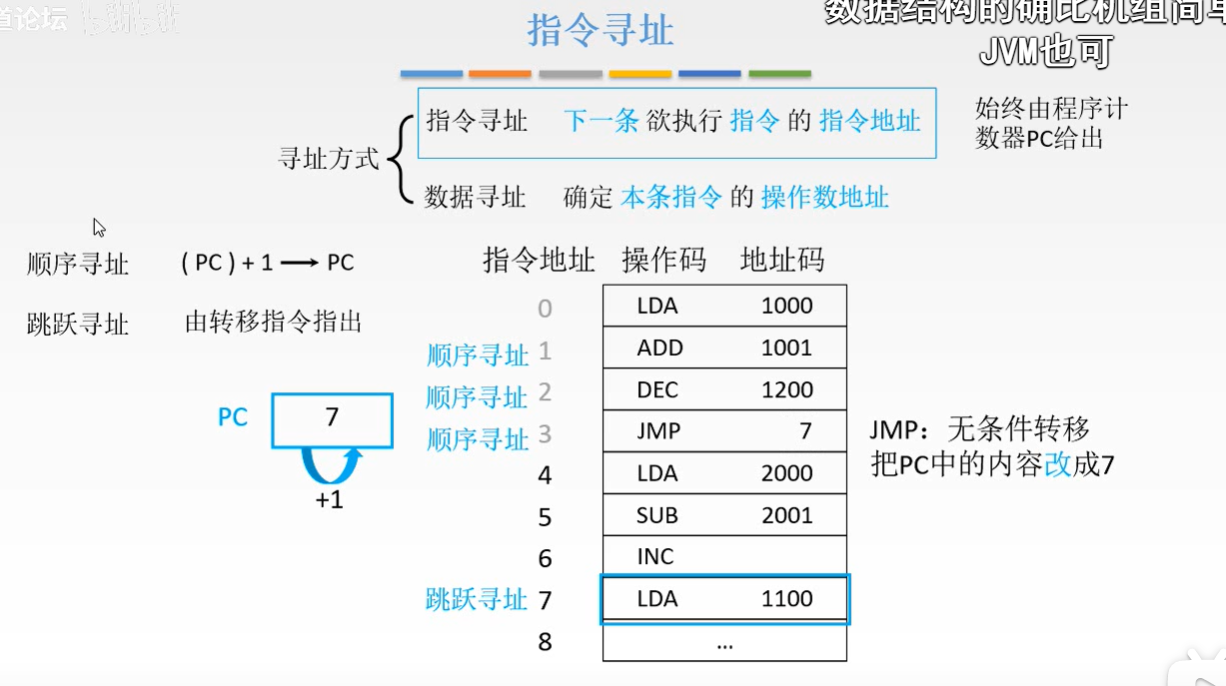 道论坛
数据结构的确比机组简单
JVM也可
指令寻址
指令寻址 下一条 欲执行 指令 的 指令地址
始终由程序计
数器PC给出
寻址方式
数据寻址 确定 本条指令 的 操作数地址
顺序寻址 (PC) + 1 → PC
跳跃寻址 由转移指令指出
指令地址 操作码 地址码
0 LDA 1000
顺序寻址 1 ADD 1001
顺序寻址 2 DEC 1200
顺序寻址 3 JMP 7
4 LDA 2000
5 SUB 2001
6 INC
跳跃寻址 7 LDA 1100
8 ...
PC 7
+1
JMP：无条件转移
把PC中的内容改成7